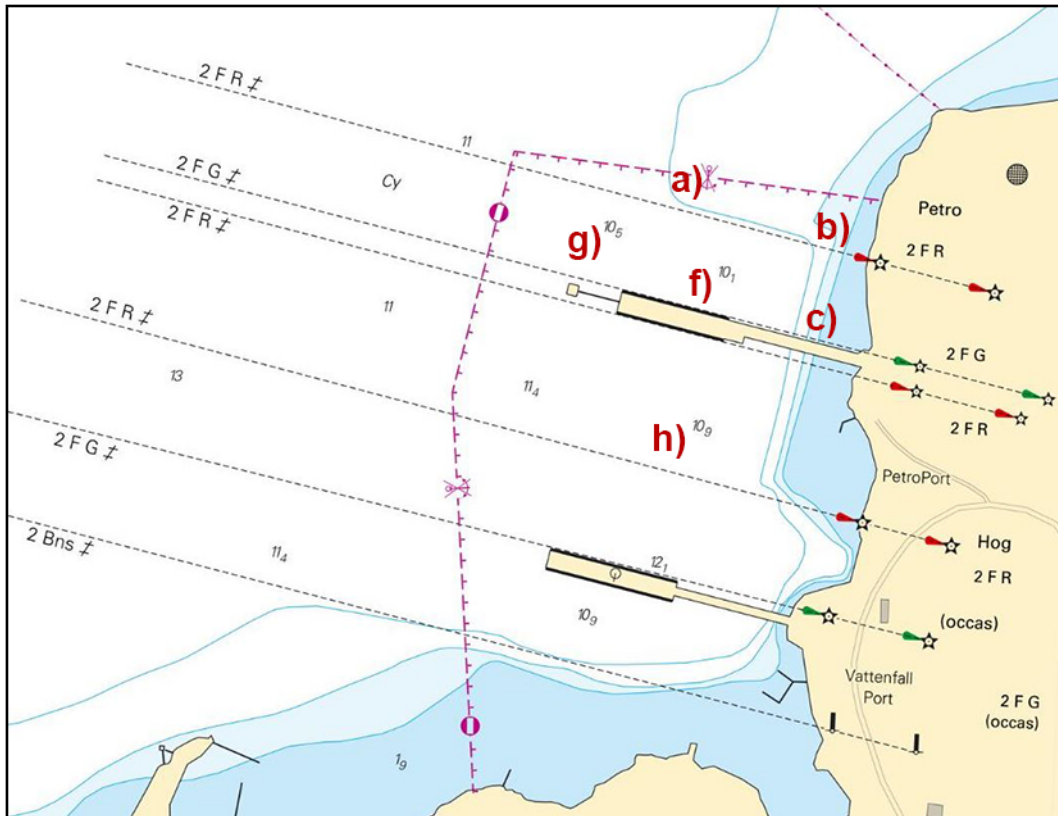 2 F R ≠
11
a)
2 F G ≠
Cy
2 F R ≠
Petro
b)
2 F R
g)
10₅
10₁
f)
c)
11
2 F R ≠
2 F G
13
11₄
10₉
h)
2 F R
2 F G ≠
PetroPort
2 Bns ≠
11₄
12₁
Hog
2 F R
10₉
(occas)
Vattenfall
Port
2 F G
(occas)
1₉